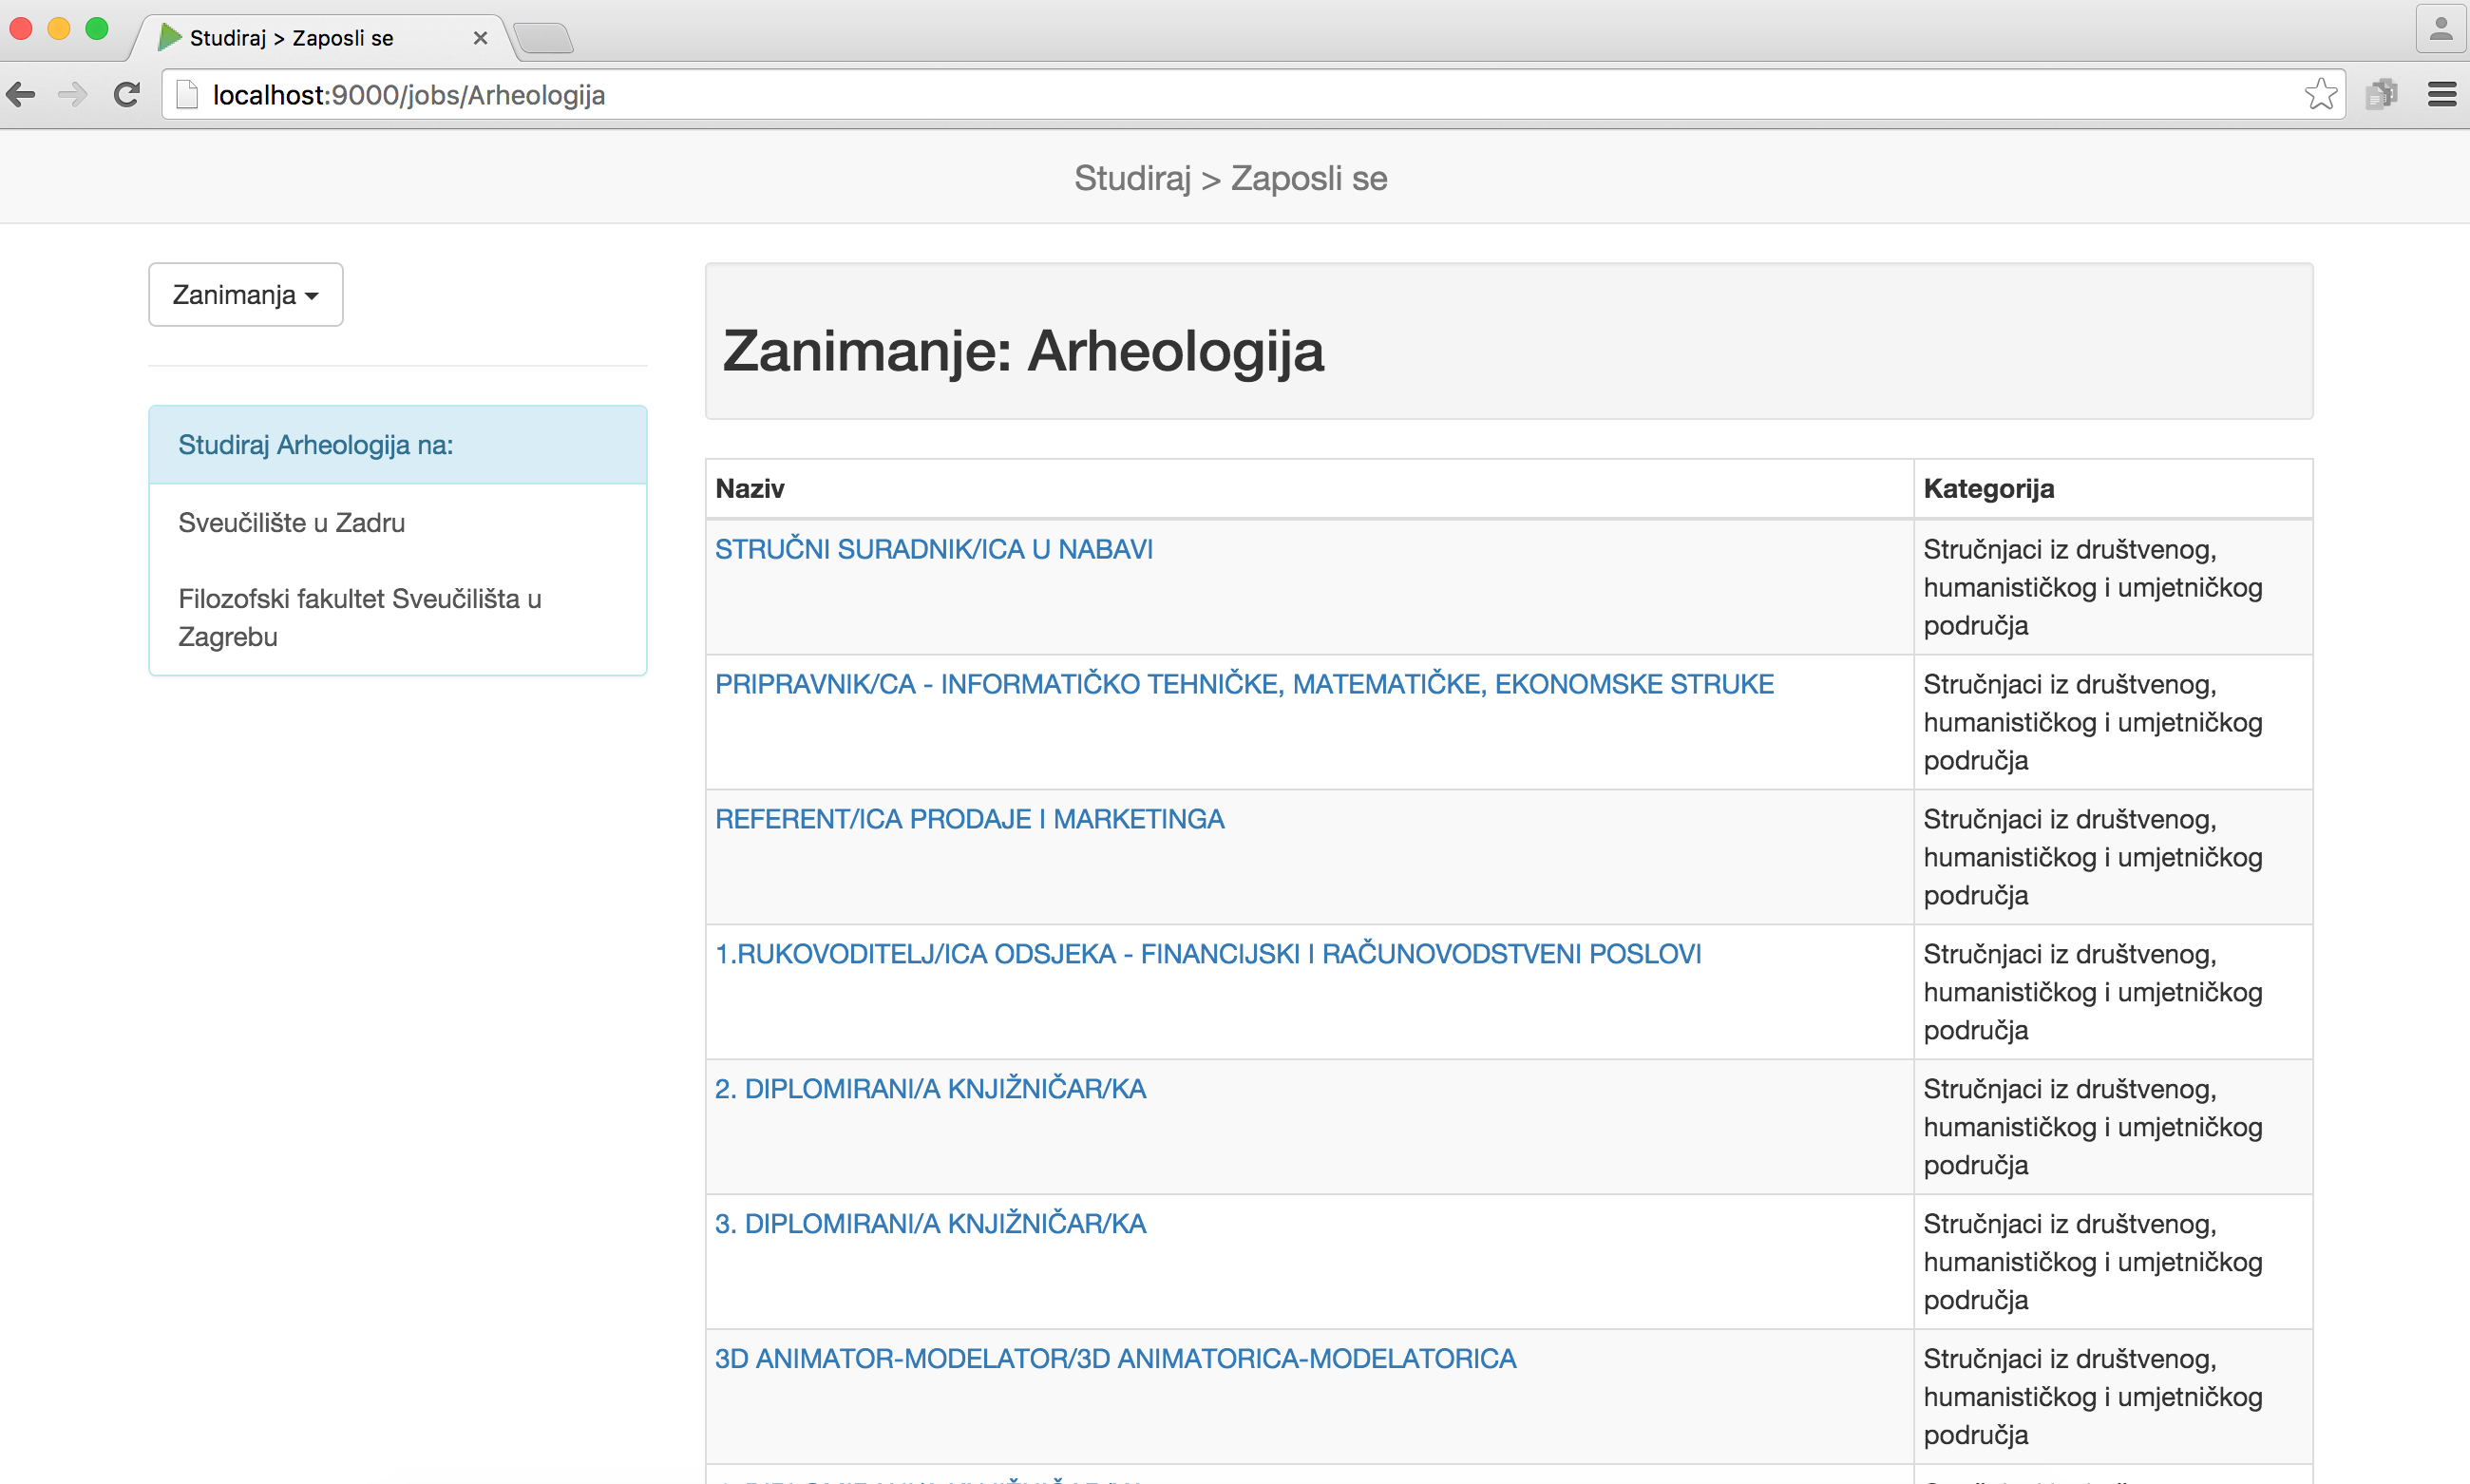 Studiraj > Zaposli se
localhost:9000/jobs/Arheologija
Studiraj > Zaposli se
Zanimanja
Studiraj Arheologija na:
Sveučilište u Zadru
Filozofski fakultet Sveučilišta u
Zagrebu
Zanimanje: Arheologija
Naziv Kategorija
STRUČNI SURADNIK/ICA U NABAVI Stručnjaci iz društvenog,
humanističkog i umjetničkog
područja
PRIPRAVNIK/CA - INFORMATIČKO TEHNIČKE, MATEMATIČKE, EKONOMSKE STRUKE Stručnjaci iz društvenog,
humanističkog i umjetničkog
područja
REFERENT/ICA PRODAJE I MARKETINGA Stručnjaci iz društvenog,
humanističkog i umjetničkog
područja
1.RUKOVODITELJ/ICA ODSJEKA - FINANCIJSKI I RAČUNOVODSTVENI POSLOVI Stručnjaci iz društvenog,
humanističkog i umjetničkog
područja
2. DIPLOMIRANI/A KNJIŽNIČAR/KA Stručnjaci iz društvenog,
humanističkog i umjetničkog
područja
3. DIPLOMIRANI/A KNJIŽNIČAR/KA Stručnjaci iz društvenog,
humanističkog i umjetničkog
područja
3D ANIMATOR-MODELATOR/3D ANIMATORICA-MODELATORICA Stručnjaci iz društvenog,
humanističkog i umjetničkog
područja